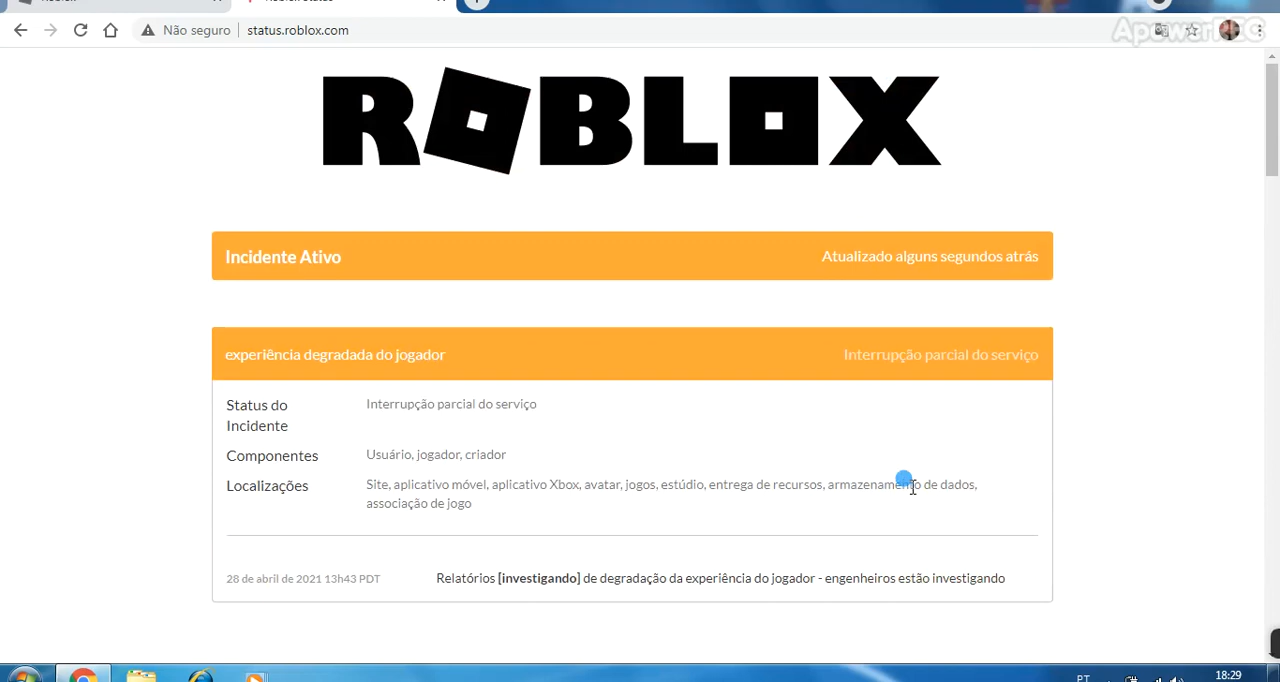 Não seguro
status.roblox.com
ApowerREC
ROBLOX
Incidente Ativo
Atualizado alguns segundos atrás
experiência degradada do jogador
Interrupção parcial do serviço
Status do
Incidente
Interrupção parcial do serviço
Componentes
Usuário, jogador, criador
Localizações
Site, aplicativo móvel, aplicativo Xbox, avatar, jogos, estúdio, entrega de recursos, armazenamento de dados,
associação de jogo
28 de abril de 2021 13h43 PDT
Relatórios [investigando] de degradação da experiência do jogador - engenheiros estão investigando
PT
18:29